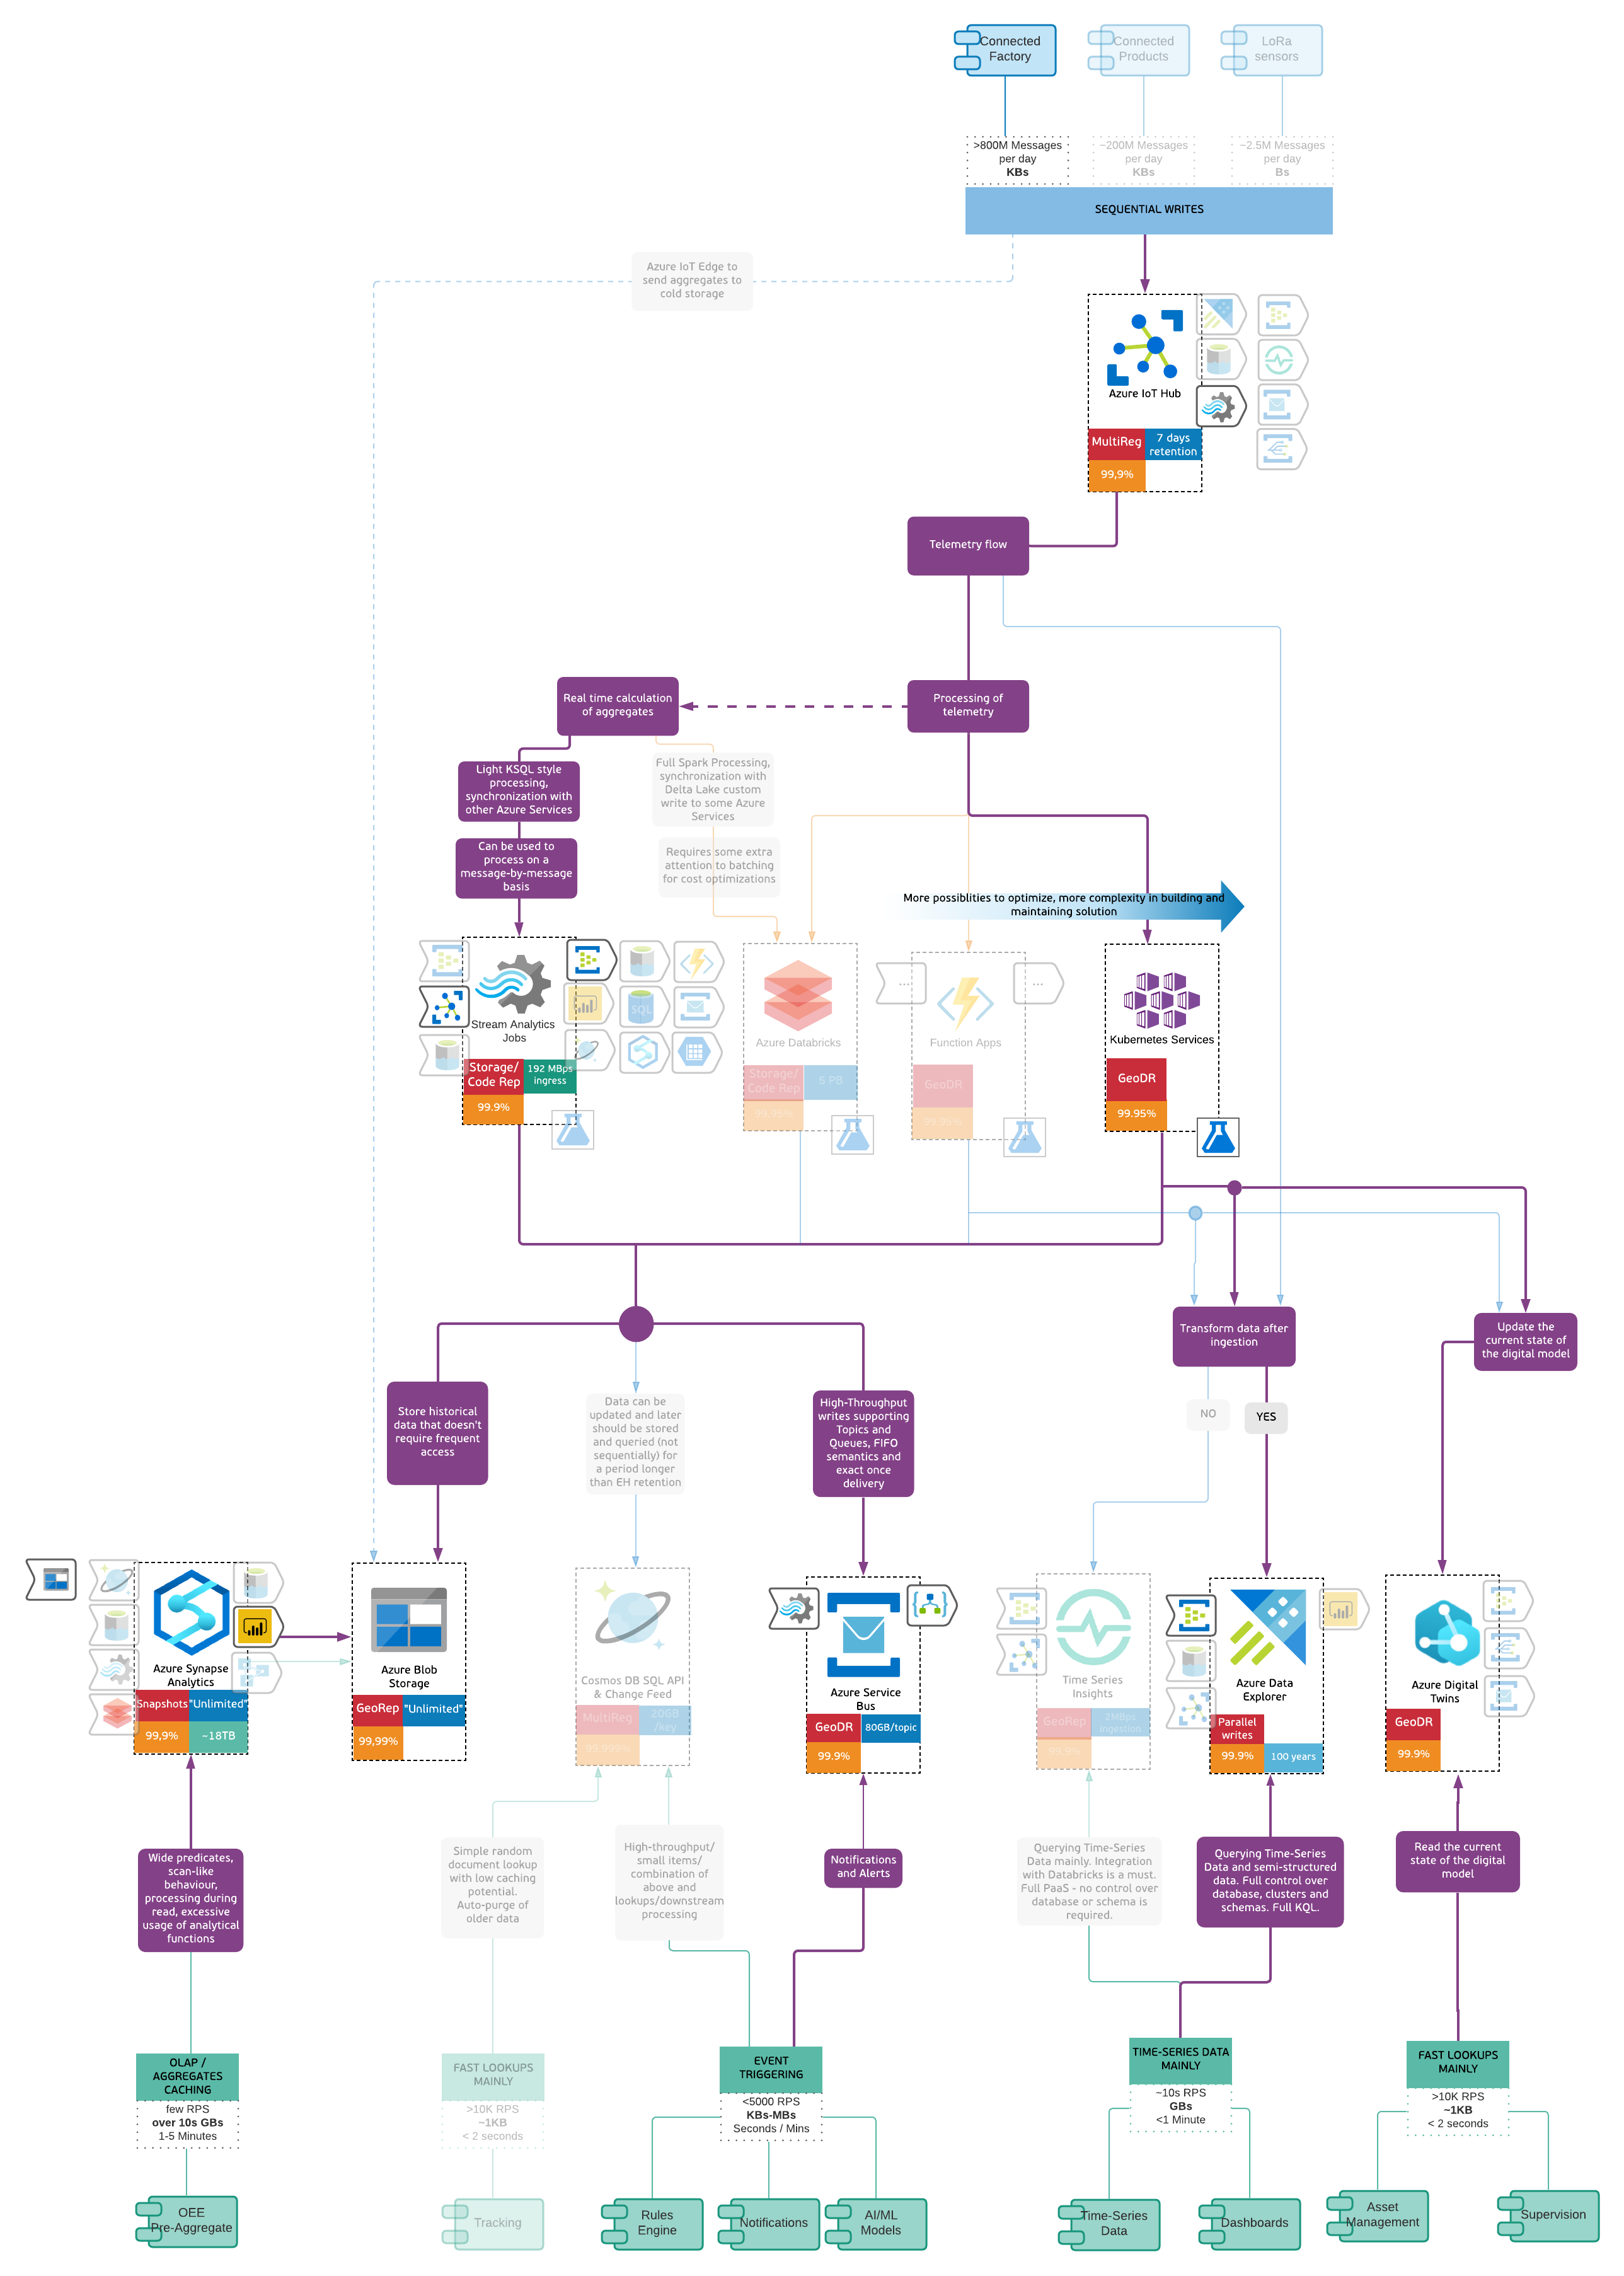 Connected
Factory
Connected
Products
LoRa
sensors
>800M Messages
per day
KBs
~200M Messages
per day
KBs
~2.5M Messages
per day
Bs
SEQUENTIAL WRITES
Azure IoT Edge to
send aggregates to
cold storage
Azure IoT Hub
MultiReg
7 days
retention
99,9%
Telemetry flow
Real time calculation
of aggregates
Processing of
telemetry
Light KSQL style
processing,
synchronization with
other Azure Services
Full Spark Processing,
synchronization with
Delta Lake custom
write to some Azure
Services
Can be used to
process on a
message-by-message
basis
Requires some extra
attention to batching
for cost optimizations
More possiblities to optimize, more complexity in building and
maintaining solution
Stream Analytics
Jobs
Storage/
Code Rep
192 MBps
ingress
99.9%
SQL
Azure Databricks
Storage/
Code Rep
5 PB
99.95%
...
...
Function Apps
GeoDR
99.95%
Kubernetes Services
GeoDR
99.95%
Transform data after
ingestion
Update the
current state of
the digital model
Store historical
data that doesn't
require frequent
access
Data can be
updated and later
should be stored
and queried (not
sequentially) for
a period longer
than EH retention
High-Throughput
writes supporting
Topics and
Queues, FIFO
semantics and
exact once
delivery
NO
YES
Azure Synapse
Analytics
Snapshots
"Unlimited"
99,9%
~18TB
Azure Blob
Storage
GeoRep
"Unlimited"
99,99%
Cosmos DB SQL API
& Change Feed
MultiReg
20GB
/key
99.999%
Azure Service
Bus
GeoDR
80GB/topic
99.9%
Time Series
Insights
GeoRep
2MBps
ingestion
99.9%
Azure Data
Explorer
Parallel
writes
99.9%
100 years
Azure Digital
Twins
GeoDR
99.9%
Wide predicates,
scan-like
behaviour,
processing during
read, excessive
usage of analytical
functions
Simple random
document lookup
with low caching
potential.
Auto-purge of
older data
High-throughput/
small items/
combination of
above and
lookups/downstream
processing
Notifications
and Alerts
Querying Time-Series
Data mainly. Integration
with Databricks is a must.
Full PaaS - no control over
database or schema is
required.
Querying Time-Series
Data and semi-structured
data. Full control over
database, clusters and
schemas. Full KQL.
Read the current
state of the digital
model
OLAP /
AGGREGATES
CACHING
few RPS
over 10s GBs
1-5 Minutes
FAST LOOKUPS
MAINLY
>10K RPS
~1KB
< 2 seconds
EVENT
TRIGGERING
<5000 RPS
KBs-MBs
Seconds / Mins
TIME-SERIES DATA
MAINLY
~10s RPS
GBs
<1 Minute
FAST LOOKUPS
MAINLY
>10K RPS
~1KB
< 2 seconds
OEE
Pre-Aggregate
Tracking
Rules
Engine
Notifications
AI/ML
Models
Time-Series
Data
Dashboards
Asset
Management
Supervision